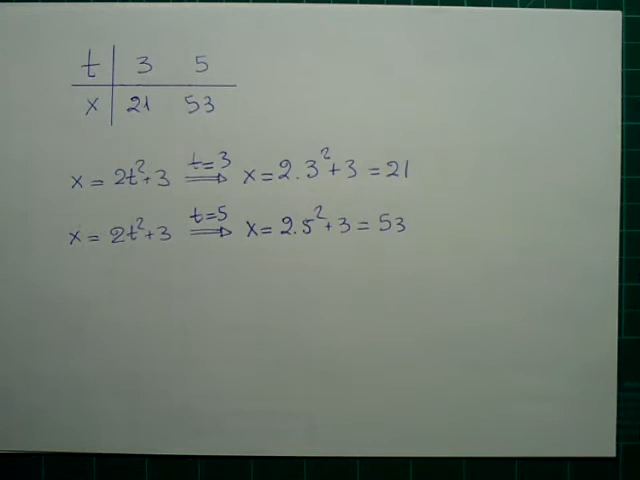 t 3 5
x 21 53
x = 2t²+3 t=3 ⟹ x = 2.3²+3 = 21
x = 2t²+3 t=5 ⟹ x = 2.5²+3 = 53